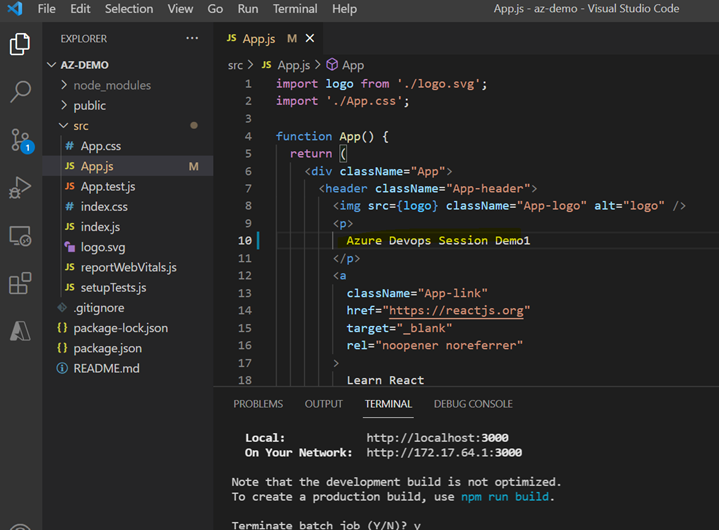 File Edit Selection View Go Run Terminal Help App.js - az-demo - Visual Studio Code
EXPLORER ...
AZ-DEMO
node_modules
public
src
# App.css
JS App.js M
JS App.test.js
# index.css
JS index.js
logo.svg
JS reportWebVitals.js
JS setupTests.js
.gitignore
{} package-lock.json
{} package.json
README.md
1
JS App.js M ×
src > JS App.js > App
1 import logo from './logo.svg';
2 import './App.css';
3
4 function App() {
5 return (
6 <div className="App">
7 <header className="App-header">
8 <img src={logo} className="App-logo" alt="logo" />
9 <p>
10 Azure Devops Session Demo1
11 </p>
12 <a
13 className="App-link"
14 href="https://reactjs.org"
15 target="_blank"
16 rel="noopener noreferrer"
17 >
18 Learn React
PROBLEMS OUTPUT TERMINAL DEBUG CONSOLE
Local: http://localhost:3000
On Your Network: http://172.17.64.1:3000
Note that the development build is not optimized.
To create a production build, use npm run build.
Terminate batch job (Y/N)? y